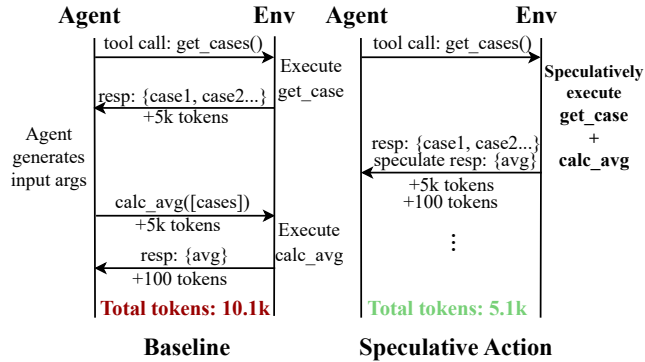 Agent
Env
tool call: get_cases()
Execute
get_case
resp: {case1, case2...}
+5k tokens
Agent
generates
input args
calc_avg([cases])
+5k tokens
Execute
calc_avg
resp: {avg}
+100 tokens
Total tokens: 10.1k
Baseline
Agent
Env
tool call: get_cases()
Speculatively
execute
get_case
+
calc_avg
resp: {case1, case2...}
speculate resp: {avg}
+5k tokens
+100 tokens
⋮
Total tokens: 5.1k
Speculative Action